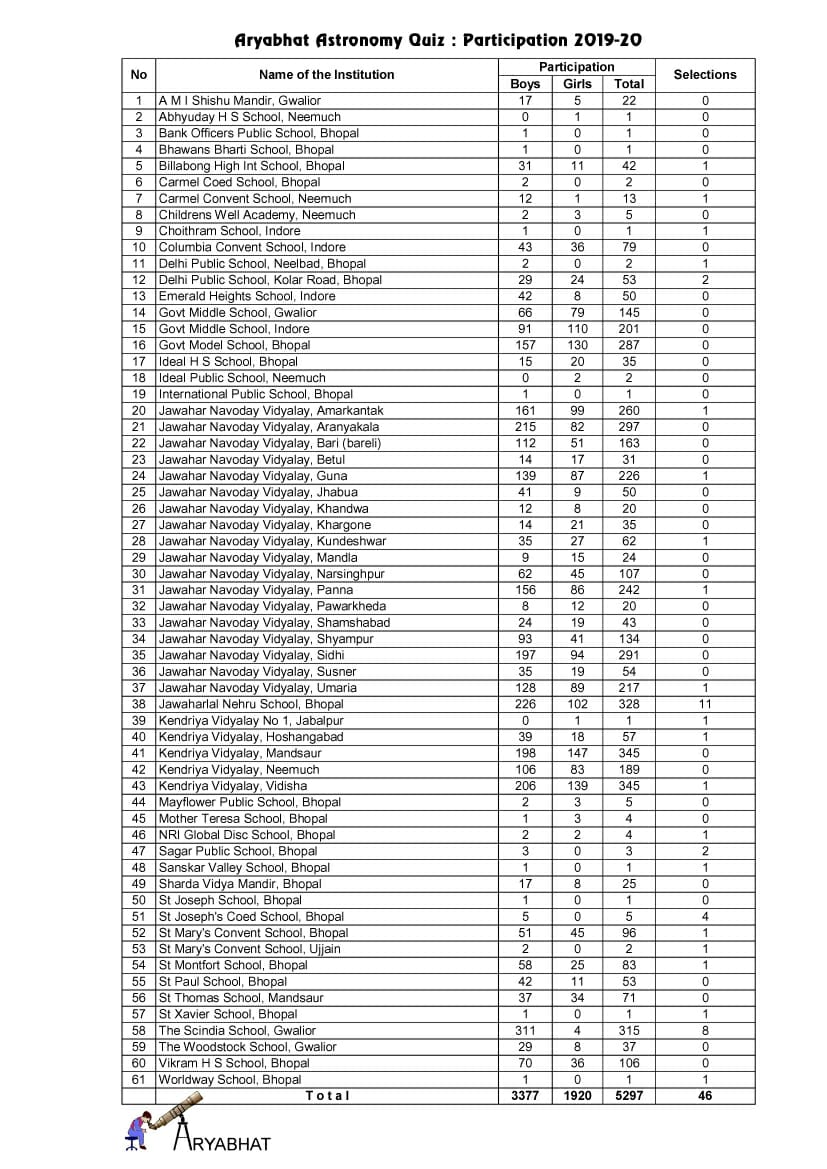 Aryabhat Astronomy Quiz : Participation 2019-20
No Name of the Institution Participation Selections
Boys Girls Total
1 A M I Shishu Mandir, Gwalior 17 5 22 0
2 Abhyuday H S School, Neemuch 0 1 1 0
3 Bank Officers Public School, Bhopal 1 0 1 0
4 Bhawans Bharti School, Bhopal 1 0 1 0
5 Billabong High Int School, Bhopal 31 11 42 1
6 Carmel Coed School, Bhopal 2 0 2 0
7 Carmel Convent School, Neemuch 12 1 13 1
8 Childrens Well Academy, Neemuch 2 3 5 0
9 Choithram School, Indore 1 0 1 1
10 Columbia Convent School, Indore 43 36 79 0
11 Delhi Public School, Neelbad, Bhopal 2 0 2 1
12 Delhi Public School, Kolar Road, Bhopal 29 24 53 2
13 Emerald Heights School, Indore 42 8 50 0
14 Govt Middle School, Gwalior 66 79 145 0
15 Govt Middle School, Indore 91 110 201 0
16 Govt Model School, Bhopal 157 130 287 0
17 Ideal H S School, Bhopal 15 20 35 0
18 Ideal Public School, Neemuch 0 2 2 0
19 International Public School, Bhopal 1 0 1 0
20 Jawahar Navoday Vidyalay, Amarkantak 161 99 260 1
21 Jawahar Navoday Vidyalay, Aranyakala 215 82 297 0
22 Jawahar Navoday Vidyalay, Bari (bareli) 112 51 163 0
23 Jawahar Navoday Vidyalay, Betul 14 17 31 0
24 Jawahar Navoday Vidyalay, Guna 139 87 226 1
25 Jawahar Navoday Vidyalay, Jhabua 41 9 50 0
26 Jawahar Navoday Vidyalay, Khandwa 12 8 20 0
27 Jawahar Navoday Vidyalay, Khargone 14 21 35 0
28 Jawahar Navoday Vidyalay, Kundeshwar 35 27 62 1
29 Jawahar Navoday Vidyalay, Mandla 9 15 24 0
30 Jawahar Navoday Vidyalay, Narsinghpur 62 45 107 0
31 Jawahar Navoday Vidyalay, Panna 156 86 242 1
32 Jawahar Navoday Vidyalay, Pawarkheda 8 12 20 0
33 Jawahar Navoday Vidyalay, Shamshabad 24 19 43 0
34 Jawahar Navoday Vidyalay, Shyampur 93 41 134 0
35 Jawahar Navoday Vidyalay, Sidhi 197 94 291 0
36 Jawahar Navoday Vidyalay, Susner 35 19 54 0
37 Jawahar Navoday Vidyalay, Umaria 128 89 217 1
38 Jawaharlal Nehru School, Bhopal 226 102 328 11
39 Kendriya Vidyalay No 1, Jabalpur 0 1 1 1
40 Kendriya Vidyalay, Hoshangabad 39 18 57 1
41 Kendriya Vidyalay, Mandsaur 198 147 345 0
42 Kendriya Vidyalay, Neemuch 106 83 189 0
43 Kendriya Vidyalay, Vidisha 206 139 345 1
44 Mayflower Public School, Bhopal 2 3 5 0
45 Mother Teresa School, Bhopal 1 3 4 0
46 NRI Global Disc School, Bhopal 2 2 4 1
47 Sagar Public School, Bhopal 3 0 3 2
48 Sanskar Valley School, Bhopal 1 0 1 1
49 Sharda Vidya Mandir, Bhopal 17 8 25 0
50 St Joseph School, Bhopal 1 0 1 0
51 St Joseph's Coed School, Bhopal 5 0 5 4
52 St Mary's Convent School, Bhopal 51 45 96 1
53 St Mary's Convent School, Ujjain 2 0 2 1
54 St Montfort School, Bhopal 58 25 83 1
55 St Paul School, Bhopal 42 11 53 0
56 St Thomas School, Mandsaur 37 34 71 0
57 St Xavier School, Bhopal 1 0 1 1
58 The Scindia School, Gwalior 311 4 315 8
59 The Woodstock School, Gwalior 29 8 37 0
60 Vikram H S School, Bhopal 70 36 106 0
61 Worldway School, Bhopal 1 0 1 1
T o t a l 3377 1920 5297 46
ARYABHAT